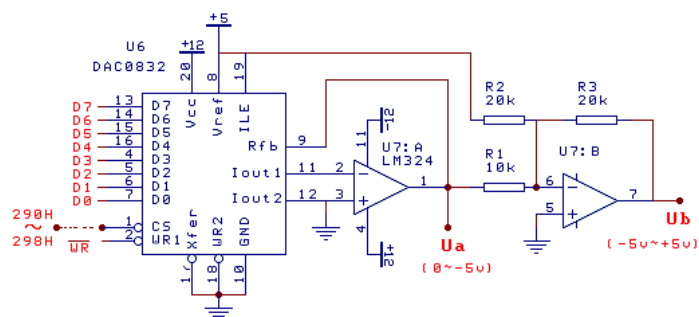 +5
U6
+12
DAC0832
20
8
19
R2
R3
20k
20k
D7 13 D7
D6 14 D6
D5 15 D5
D4 16 D4
D3 4 D3
D2 5 D2
D1 6 D1
D0 7 D0
Vcc
Vref
ILE
Rfb 9
Iout1 11
Iout2 12
-12
11
U7:A
LM324
2
3
1
4
+12
R1
10k
U7:B
6
5
7
290H
~
298H
WR
1
2
CS
WR1
Xfer
WR2
GND
17
18
10
Ua
(0~-5v)
Ub
(-5v~+5v)